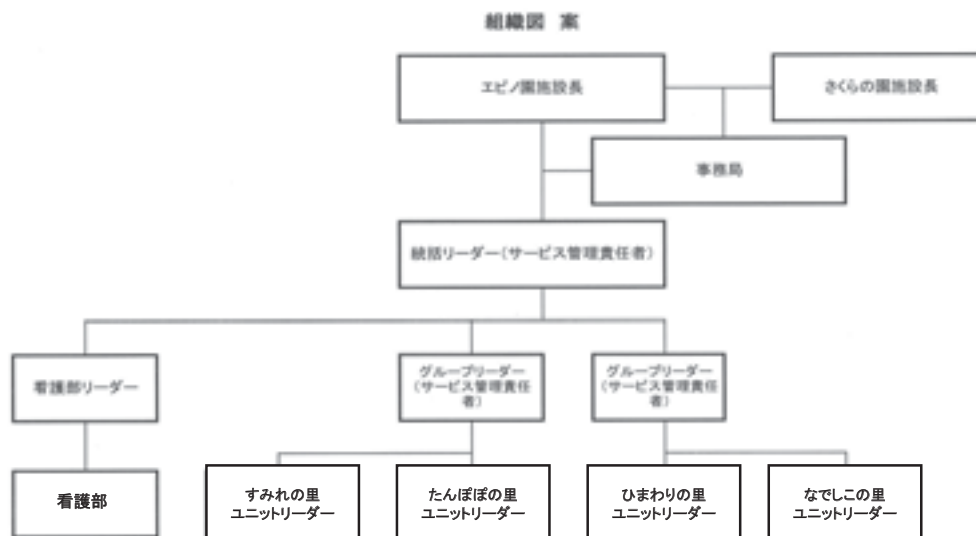 組織図 案
エビノ園施設長
さくらの園施設長
事務局
統括リーダー(サービス管理責任者)
看護部リーダー
グループリーダー
(サービス管理責任
者)
グループリーダー
(サービス管理責任
者)
看護部
すみれの里
ユニットリーダー
たんぽぽの里
ユニットリーダー
ひまわりの里
ユニットリーダー
なでしこの里
ユニットリーダー